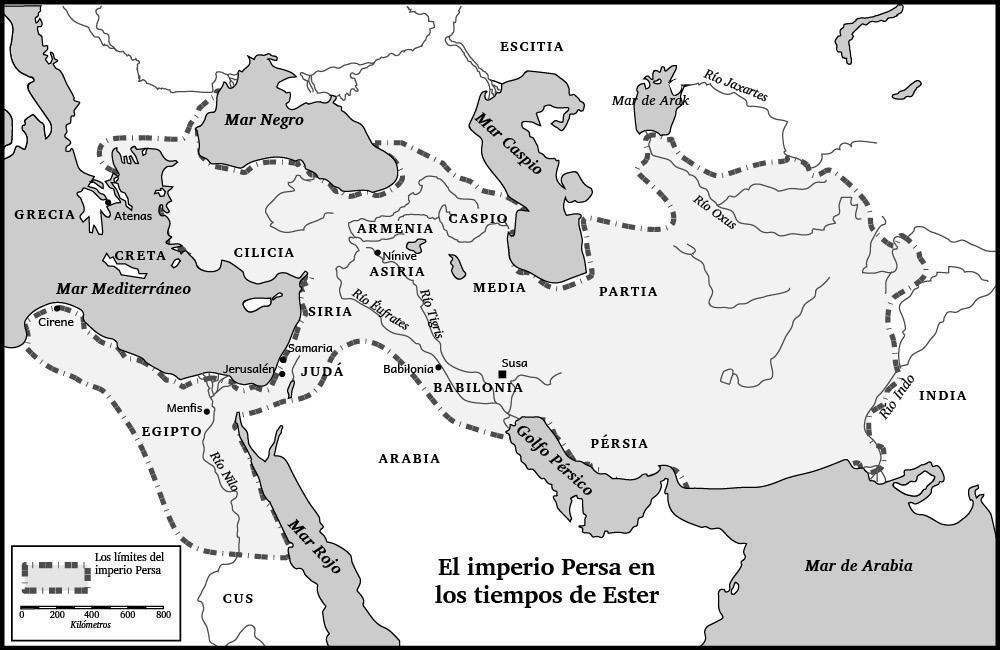 ESCITIA
Río Jaxartes
Mar de Arak
Mar Negro
Mar Caspio
GRECIA
Atenas
Río Oxus
CASPIO
ARMENIA
CRETA
CILICIA
Nínive
ASIRIA
Mar Mediterráneo
MEDIA
PARTIA
Cirene
SIRIA
Río Éufrates
Río Tigris
Samaria
Jerusalén
JUDÁ
Babilonia
Susa
BABILONIA
Río Indo
INDIA
Menfis
EGIPTO
ARABIA
Golfo Pérsico
PÉRSIA
Río Nilo
Mar Rojo
Los límites del
imperio Persa
0 200 400 600 800
Kilómetros
CUS
El imperio Persa en
los tiempos de Ester
Mar de Arabia